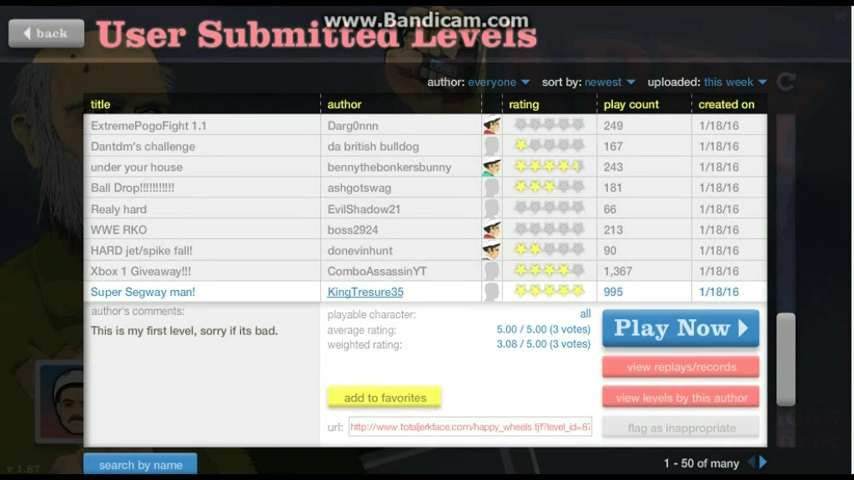 www.Bandicam.com
back
User Submitted Levels
author: everyone sort by: newest uploaded: this week
title author rating play count created on
ExtremePogoFight 1.1 Darg0nnn 249 1/18/16
Dantdm's challenge da british bulldog 167 1/18/16
under your house bennythebonkersbunny 243 1/18/16
Ball Drop!!!!!!!!!!! ashgotswag 181 1/18/16
Realy hard EvilShadow21 66 1/18/16
WWE RKO boss2924 213 1/18/16
HARD jet/spike fall! donevinhunt 90 1/18/16
Xbox 1 Giveaway!!! ComboAssassinYT 1,367 1/18/16
Super Segway man! KingTresure35 995 1/18/16
author's comments:
This is my first level, sorry if its bad.
playable character: all
average rating: 5.00 / 5.00 (3 votes)
weighted rating: 3.08 / 5.00 (3 votes)
add to favorites
url: http://www.totaljerkface.com/happy_wheels.tjf?level_id=87
Play Now
view replays/records
view levels by this author
flag as inappropriate
v 1.87
search by name
1 - 50 of many